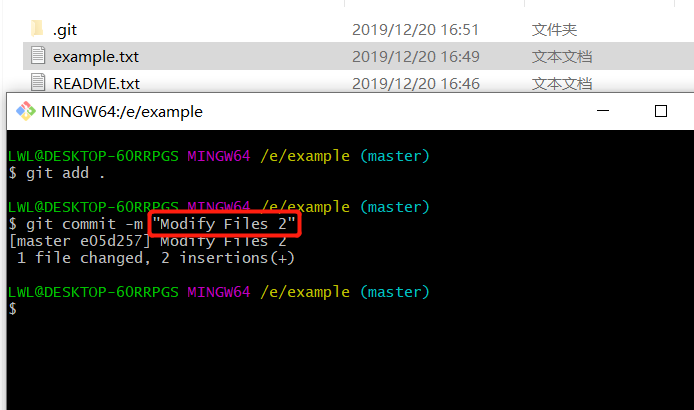 .git 2019/12/20 16:51 文件夹
example.txt 2019/12/20 16:49 文本文档
README.txt 2019/12/20 16:46 文本文档
MINGW64:/e/example
LWL@DESKTOP-6ORRPGS MINGW64 /e/example (master)
$ git add .
LWL@DESKTOP-6ORRPGS MINGW64 /e/example (master)
$ git commit -m "Modify Files 2"
[master e05d257] Modify Files 2
1 file changed, 2 insertions(+)
LWL@DESKTOP-6ORRPGS MINGW64 /e/example (master)
$